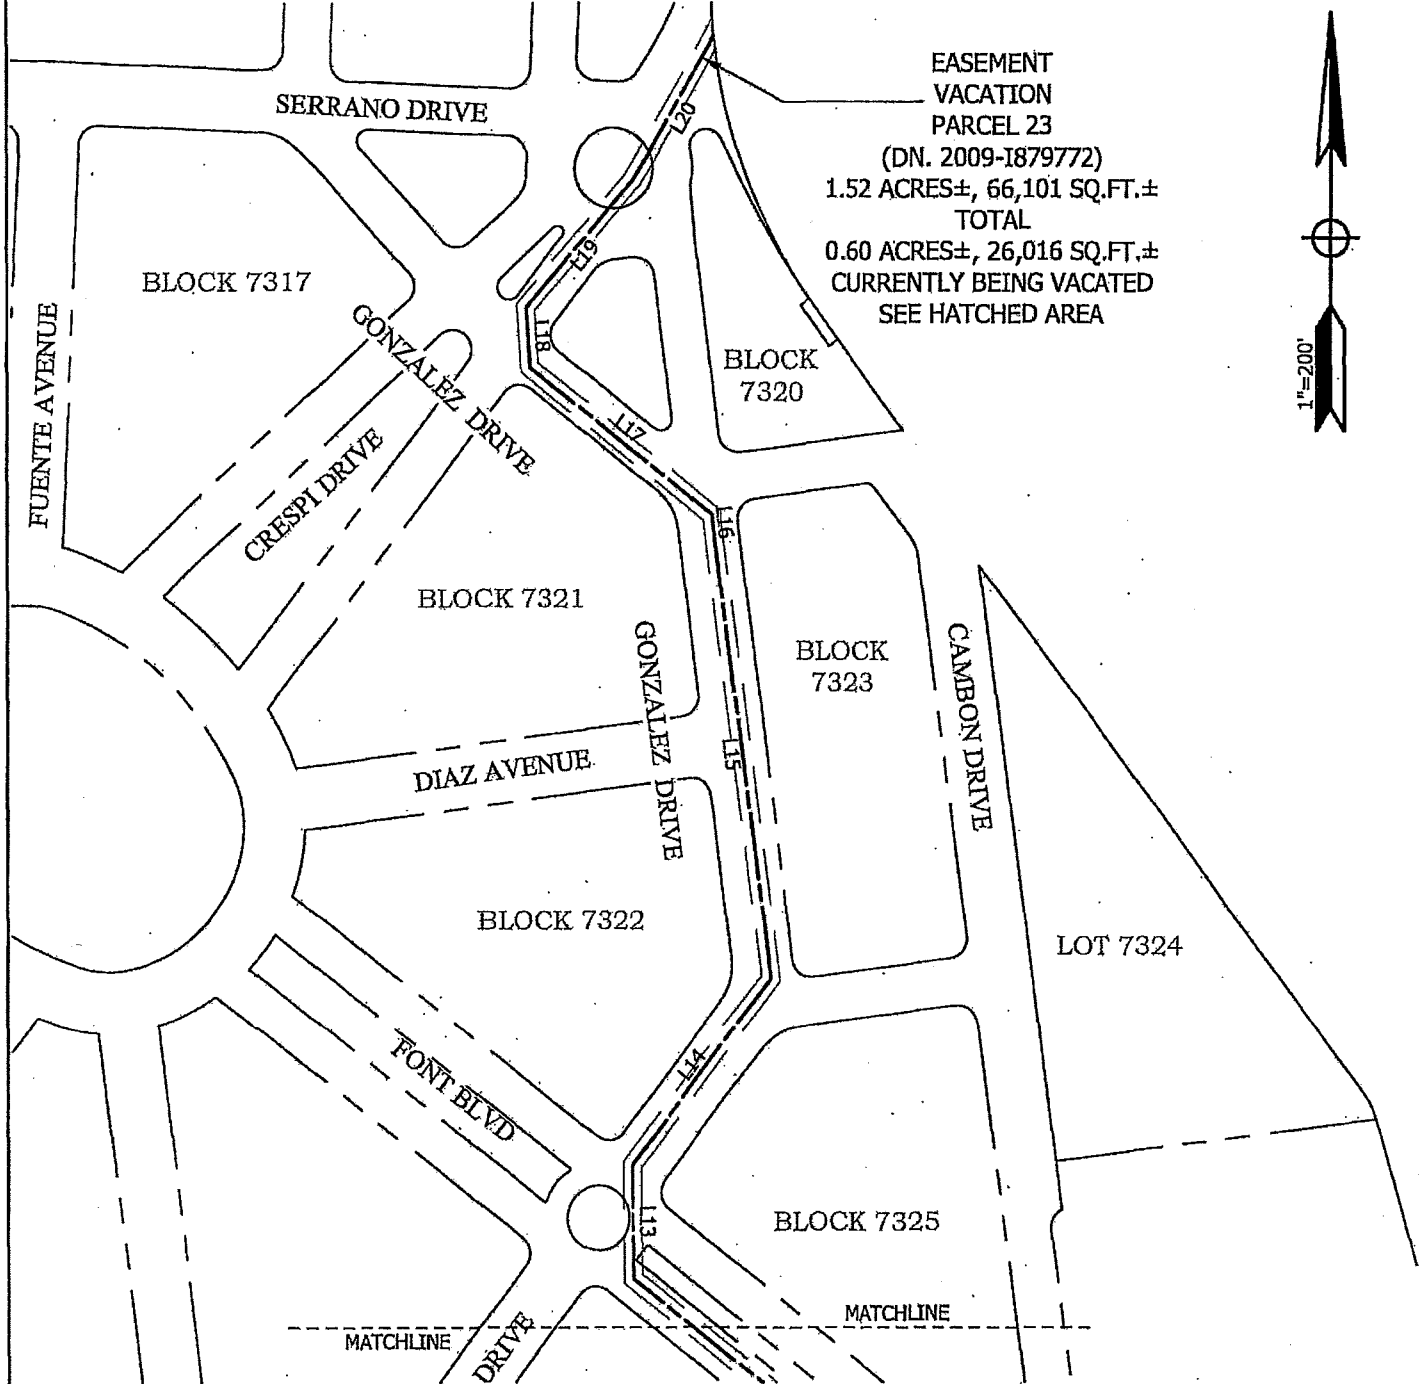 EASEMENT
VACATION
PARCEL 23
(DN. 2009-I879772)
1.52 ACRES±, 66,101 SQ.FT.±
TOTAL
0.60 ACRES±, 26,016 SQ.FT.±
CURRENTLY BEING VACATED
SEE HATCHED AREA
1"=200'
SERRANO DRIVE
L20
L19
L18
BLOCK 7317
GONZALEZ DRIVE
FUENTE AVENUE
BLOCK
7320
L17
CRESPI DRIVE
L16
BLOCK 7321
GONZALEZ DRIVE
BLOCK
7323
CAMBON DRIVE
L15
DIAZ AVENUE
BLOCK 7322
LOT 7324
L14
FONT BLVD
L13
BLOCK 7325
MATCHLINE
MATCHLINE
DRIVE